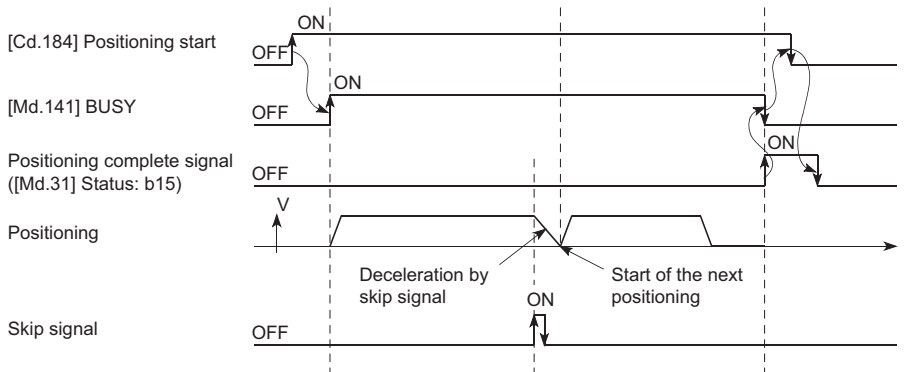 ON
[Cd.184] Positioning start
OFF
ON
[Md.141] BUSY
OFF
Positioning complete signal
([Md.31] Status: b15)
ON
OFF
V
Positioning
Deceleration by
skip signal
Start of the next
positioning
ON
Skip signal
OFF